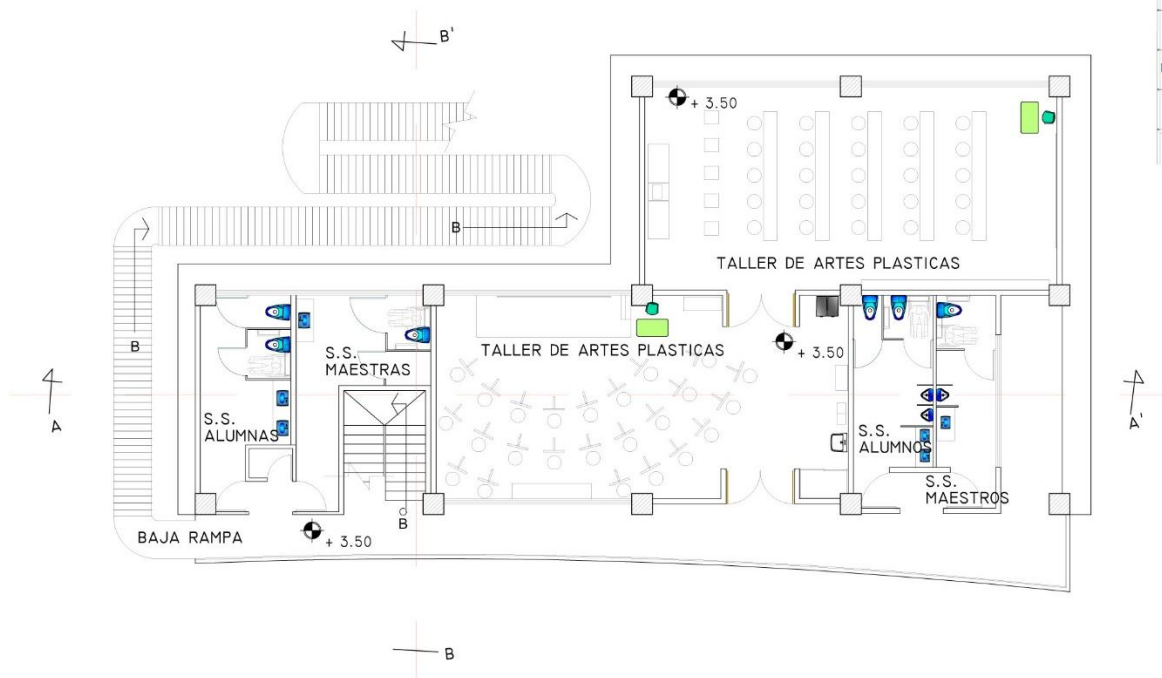 B'
+ 3.50
TALLER DE ARTES PLASTICAS
B
B
TALLER DE ARTES PLASTICAS
+ 3.50
S.S.
MAESTRAS
A
A'
S.S.
ALUMNAS
S.S.
ALUMNOS
S.S.
MAESTROS
B
BAJA RAMPA
+ 3.50
B